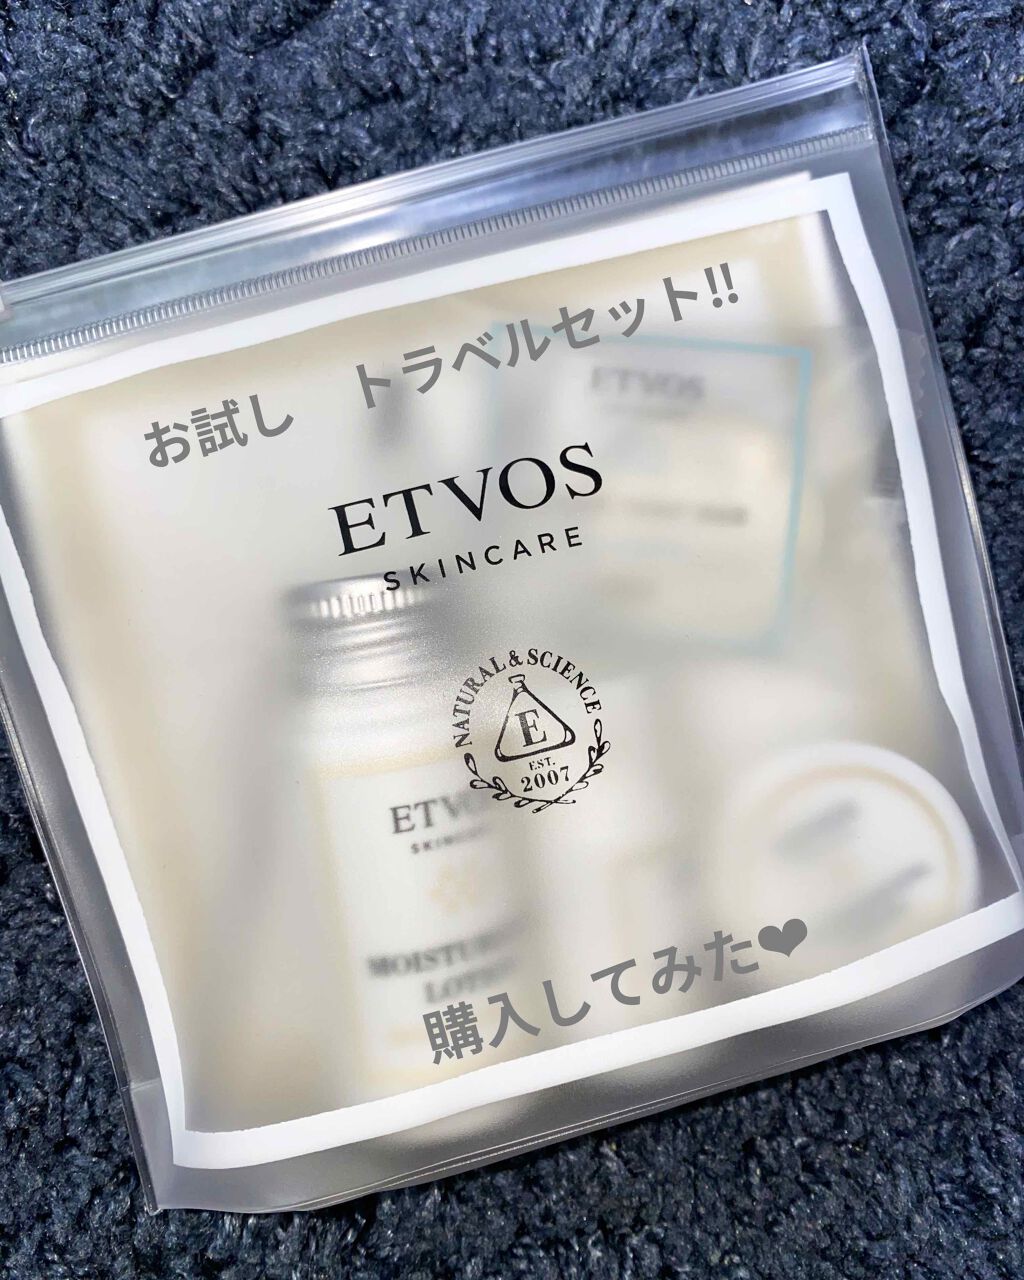 お試し　トラベルセット!!
ETVOS
ETVOS
SKINCARE
NATURAL & SCIENCE
E
EST.
2007
購入してみた❤